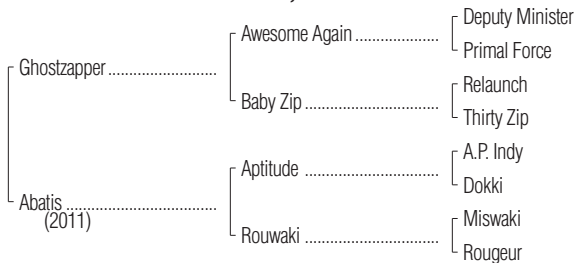 Deputy Minister
Awesome Again ....................
Primal Force
Ghostzapper..........................
Relaunch
Baby Zip ................................
Thirty Zip
A.P. Indy
Aptitude ................................
Dokki
Abatis ....................................
(2011)
Miswaki
Rouwaki ................................
Rougeur